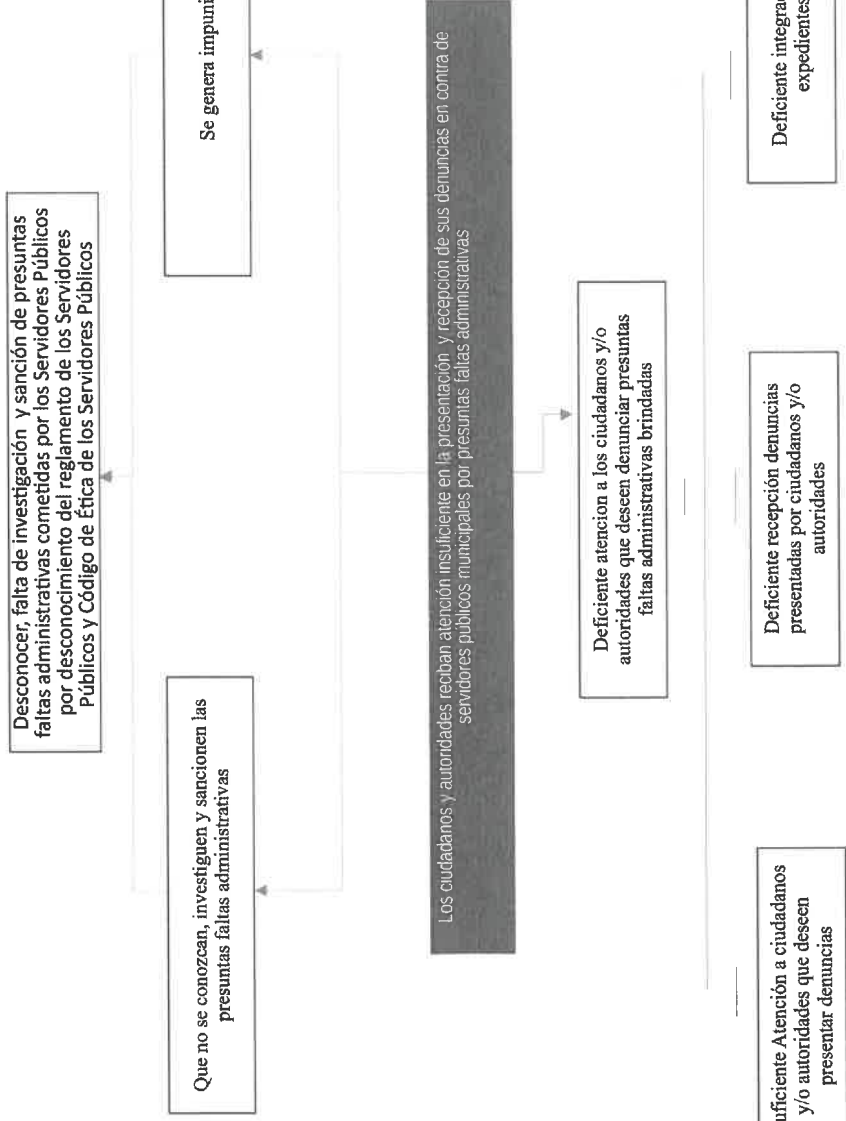 Desconocer, falta de investigación y sanción de presuntas
faltas administrativas cometidas por los Servidores Públicos
por desconocimiento del reglamento de los Servidores
Públicos y Código de Ética de los Servidores Públicos
Que no se conozcan, investiguen y sancionen las
presuntas faltas administrativas
Se genera
Los ciudadanos y autoridades reciban atención insuficiente en la presentación y recepción de sus denuncias en contra de
servidores públicos municipales por presuntas faltas administrativas
Deficiente atencion a los ciudadanos y/o
autoridades que deseen denunciar presuntas
faltas administrativas brindadas
Atención a ciudadanos
y/o autoridades que deseen
presentar denuncias
Deficiente recepción denuncias
presentadas por ciudadanos y/o
autoridades
Deficiente
expedientes